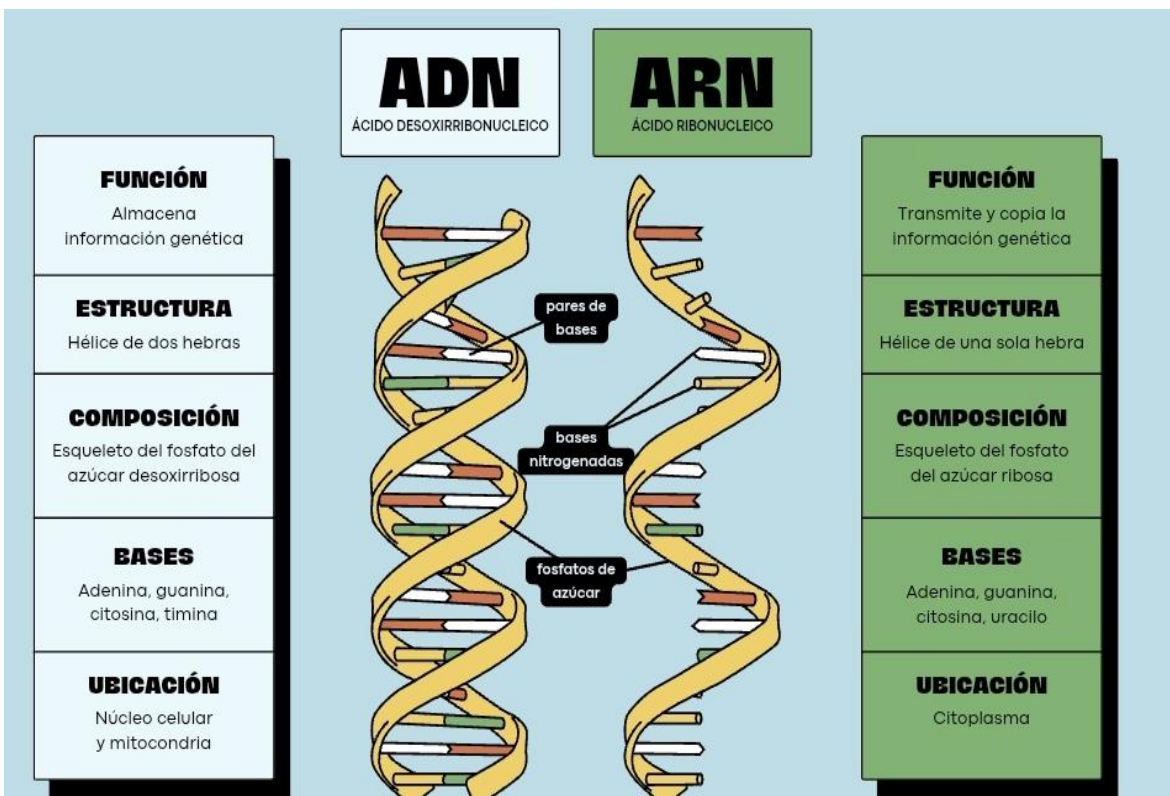 ADN
ÁCIDO DESOXIRRIBONUCLEICO
ARN
ÁCIDO RIBONUCLEICO
FUNCIÓN
Almacena
información genética
ESTRUCTURA
Hélice de dos hebras
COMPOSICIÓN
Esqueleto del fosfato del
azúcar desoxirribosa
BASES
Adenina, guanina,
citosina, timina
UBICACIÓN
Núcleo celular
y mitocondria
pares de
bases
bases
nitrogenadas
fosfatos de
azúcar
FUNCIÓN
Transmite y copia la
información genética
ESTRUCTURA
Hélice de una sola hebra
COMPOSICIÓN
Esqueleto del fosfato
del azúcar ribosa
BASES
Adenina, guanina,
citosina, uracilo
UBICACIÓN
Citoplasma